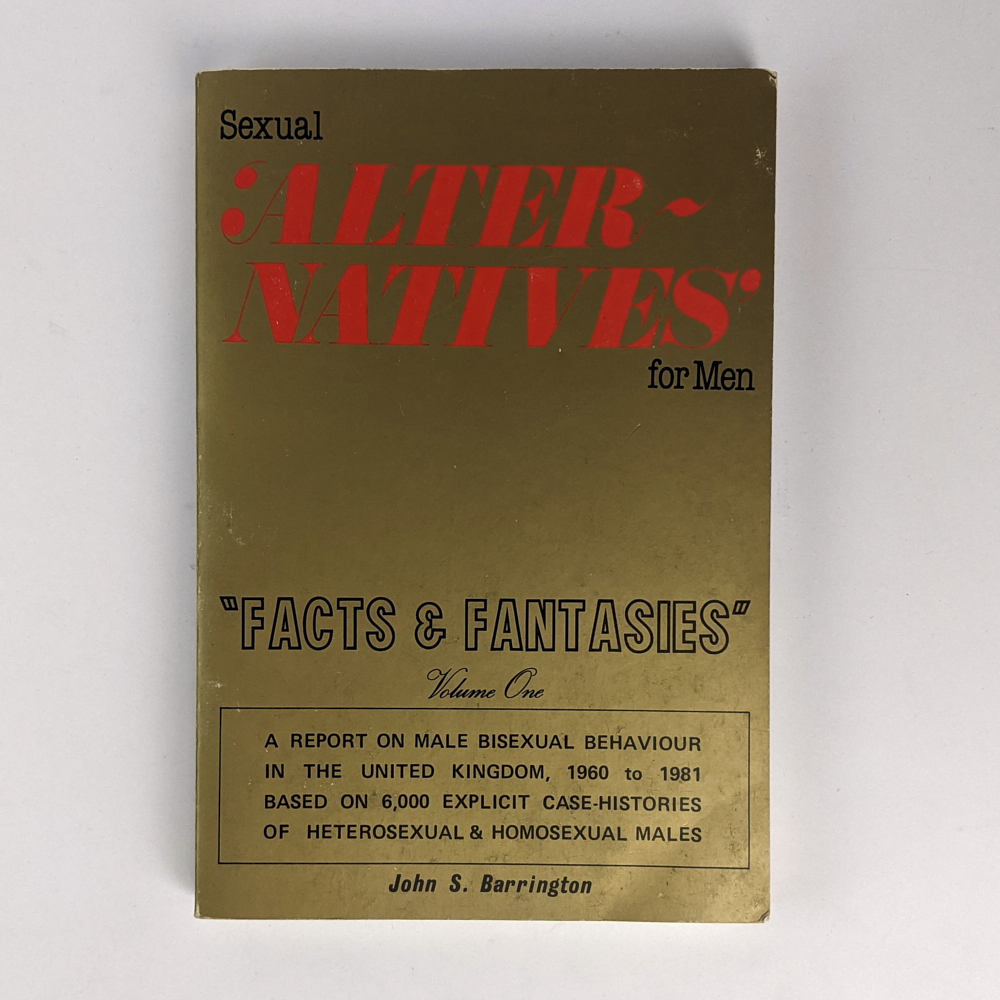 Sexual
‘ALTER-
NATIVES’
for Men
"FACTS & FANTASIES"
Volume One
A REPORT ON MALE BISEXUAL BEHAVIOUR
IN THE UNITED KINGDOM, 1960 to 1981
BASED ON 6,000 EXPLICIT CASE-HISTORIES
OF HETEROSEXUAL & HOMOSEXUAL MALES
John S. Barrington